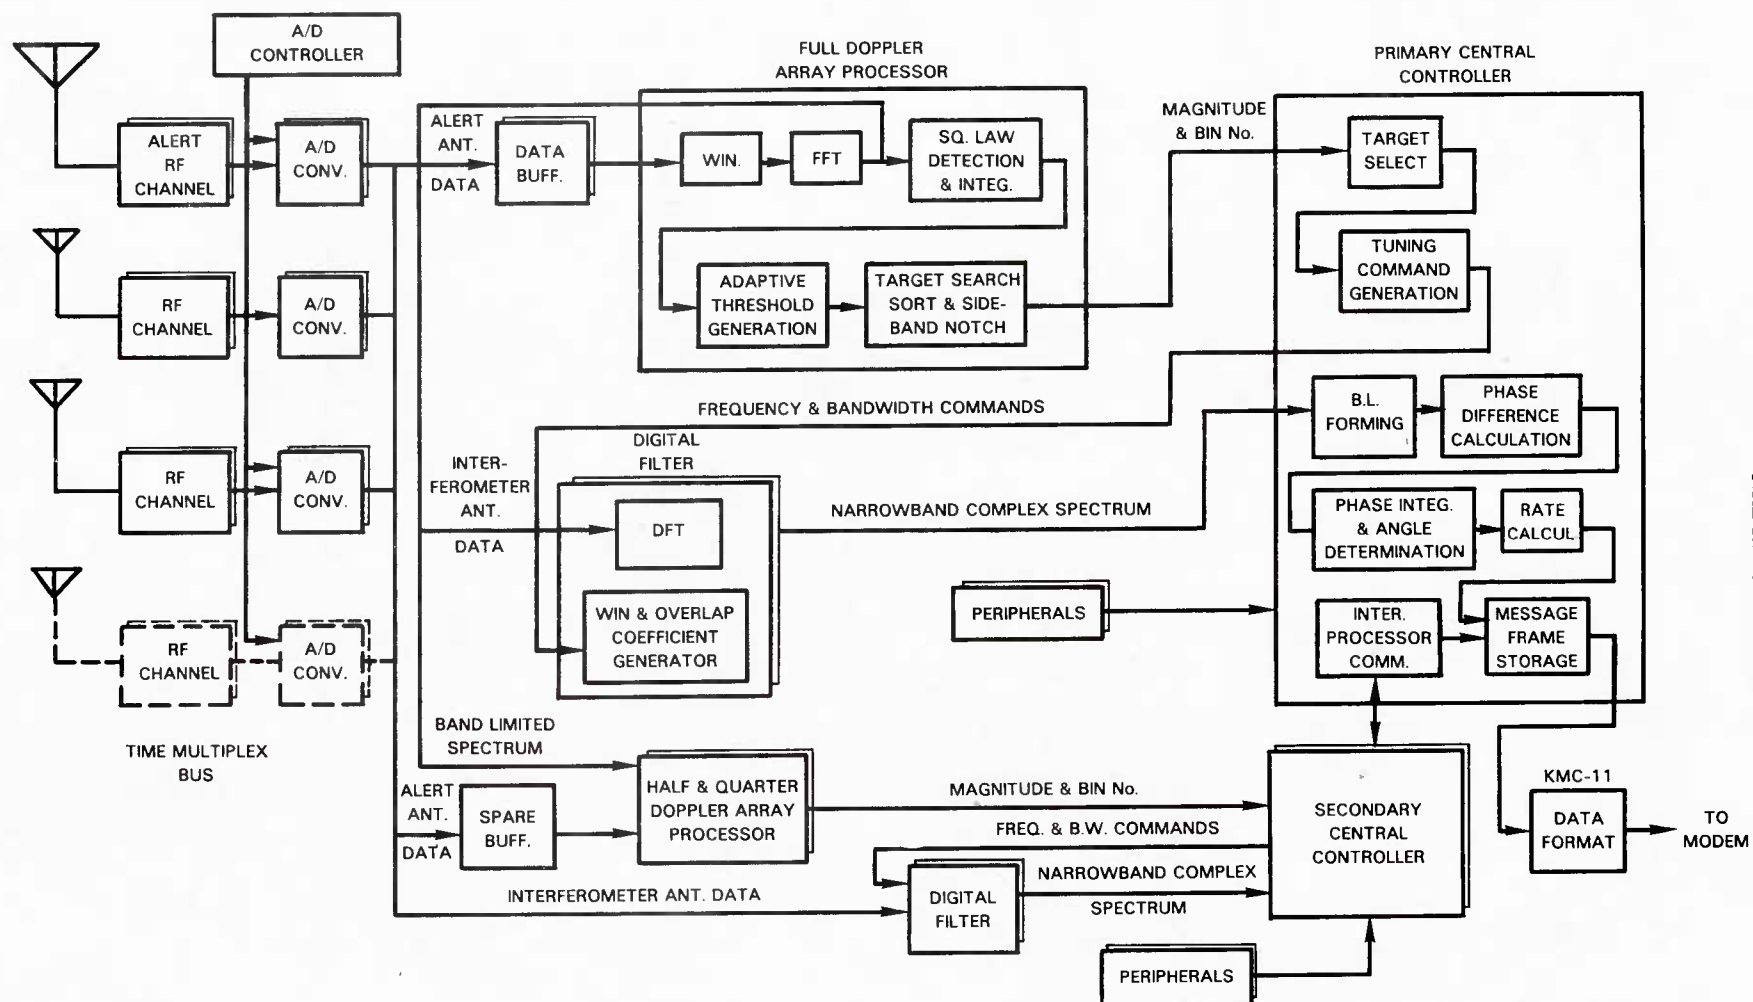 A/D
CONTROLLER
FULL DOPPLER
ARRAY PROCESSOR
PRIMARY CENTRAL
CONTROLLER
ALERT
RF
CHANNEL
A/D
CONV.
ALERT
ANT.
DATA
DATA
BUFF.
WIN.
FFT
SQ. LAW
DETECTION
& INTEG.
MAGNITUDE
& BIN No.
TARGET
SELECT
RF
CHANNEL
A/D
CONV.
ADAPTIVE
THRESHOLD
GENERATION
TARGET SEARCH
SORT & SIDE-
BAND NOTCH
TUNING
COMMAND
GENERATION
FREQUENCY & BANDWIDTH COMMANDS
B.L.
FORMING
PHASE
DIFFERENCE
CALCULATION
RF
CHANNEL
A/D
CONV.
INTER-
FEROMETER
ANT.
DATA
DIGITAL
FILTER
DFT
NARROWBAND COMPLEX SPECTRUM
PHASE INTEG.
& ANGLE
DETERMINATION
RATE
CALCUL
WIN & OVERLAP
COEFFICIENT
GENERATOR
PERIPHERALS
INTER.
PROCESSOR
COMM.
MESSAGE
FRAME
STORAGE
RF
CHANNEL
A/D
CONV.
TIME MULTIPLEX
BUS
BAND LIMITED
SPECTRUM
ALERT
ANT.
DATA
SPARE
BUFF.
HALF & QUARTER
DOPPLER ARRAY
PROCESSOR
MAGNITUDE & BIN No.
FREQ. & B.W. COMMANDS
SECONDARY
CENTRAL
CONTROLLER
KMC-11
DATA
FORMAT
TO
MODEM
INTERFEROMETER ANT. DATA
DIGITAL
FILTER
NARROWBAND COMPLEX
SPECTRUM
PERIPHERALS